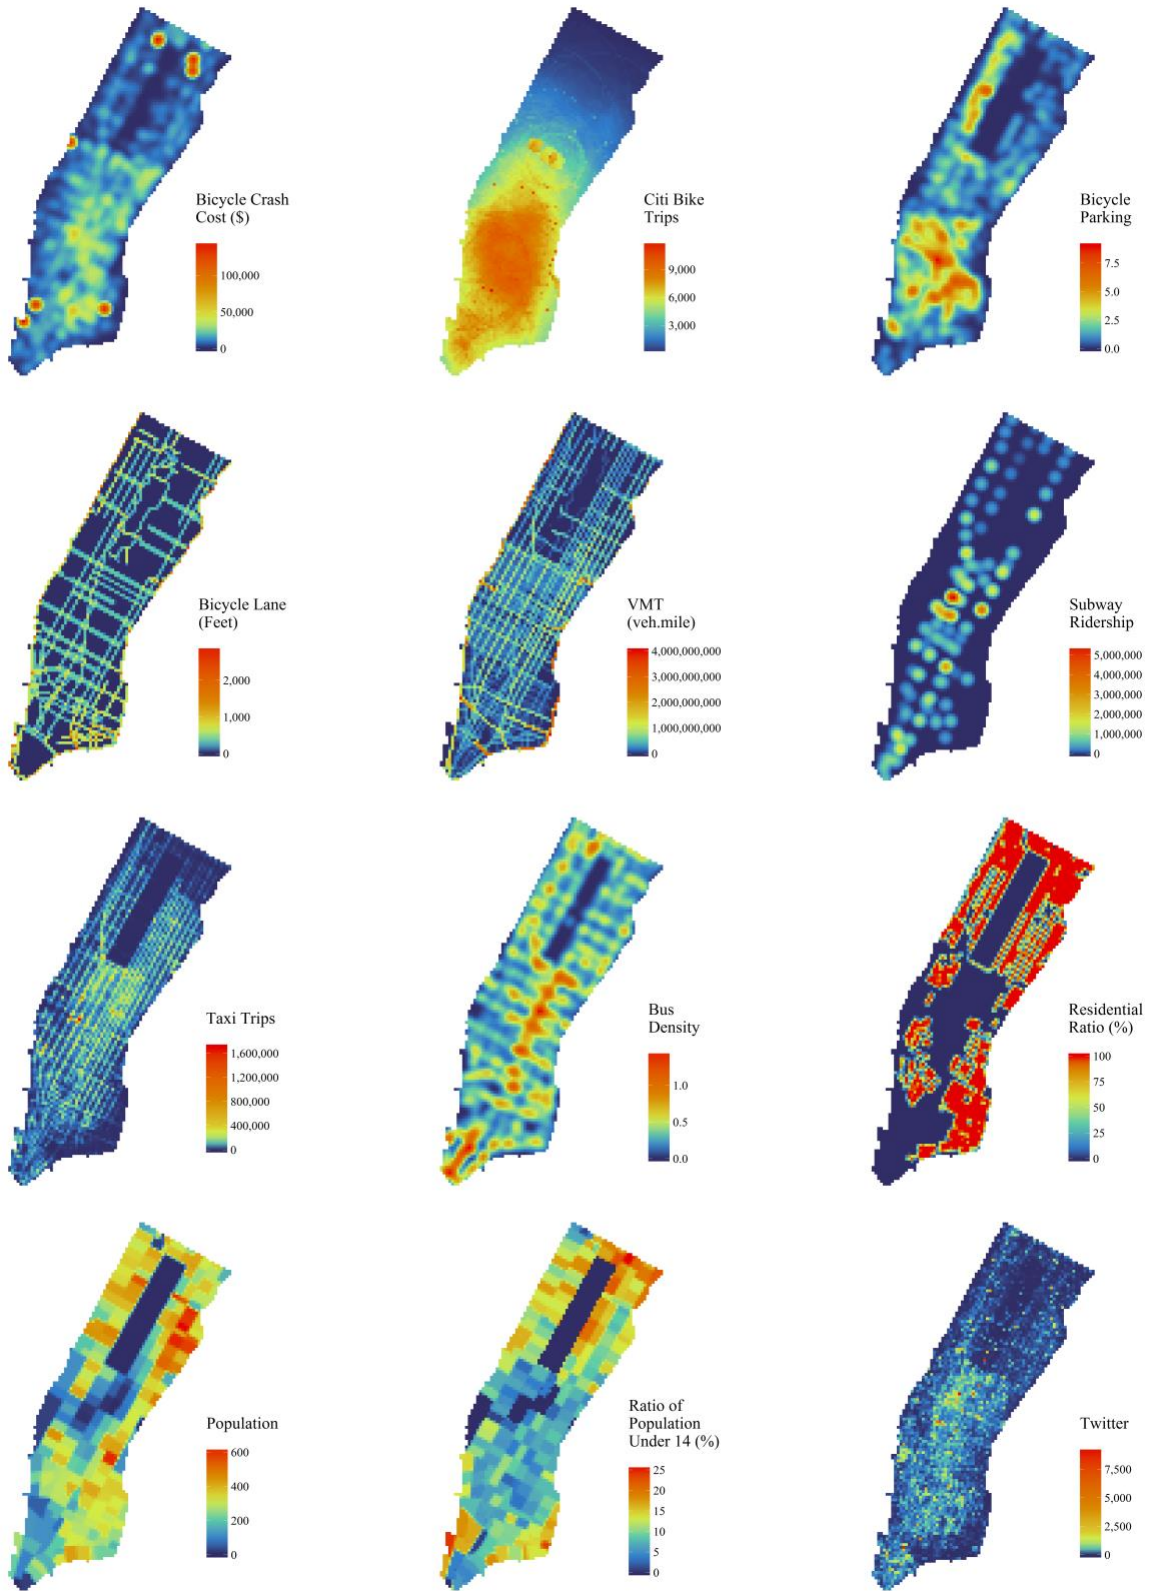 Bicycle Crash
Cost ($)
100,000
50,000
0
Citi Bike
Trips
9,000
6,000
3,000
Bicycle
Parking
7.5
5.0
2.5
0.0
Bicycle Lane
(Feet)
2,000
1,000
0
VMT
(veh.mile)
4,000,000,000
3,000,000,000
2,000,000,000
1,000,000,000
0
Subway
Ridership
5,000,000
4,000,000
3,000,000
2,000,000
1,000,000
0
Taxi Trips
1,600,000
1,200,000
800,000
400,000
0
Bus
Density
1.0
0.5
0.0
Residential
Ratio (%)
100
75
50
25
0
Population
600
400
200
0
Ratio of
Population
Under 14 (%)
25
20
15
10
5
0
Twitter
7,500
5,000
2,500
0